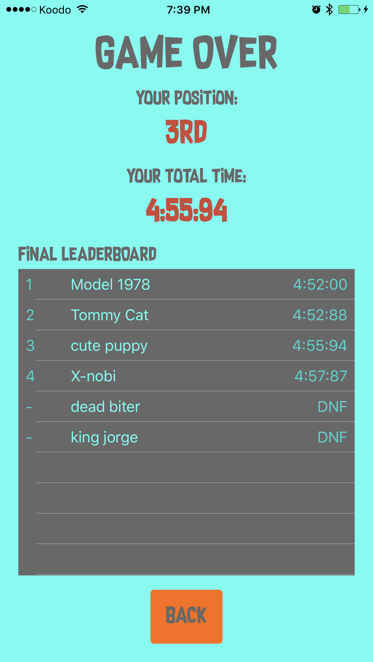 Koodo 7:39 PM
GAME OVER
YOUR POSITION:
3RD
YOUR TOTAL TIME:
4:55:94
FINAL LEADERBOARD
1 Model 1978 4:52:00
2 Tommy Cat 4:52:88
3 cute puppy 4:55:94
4 X-nobi 4:57:87
- dead biter DNF
- king jorge DNF
BACK